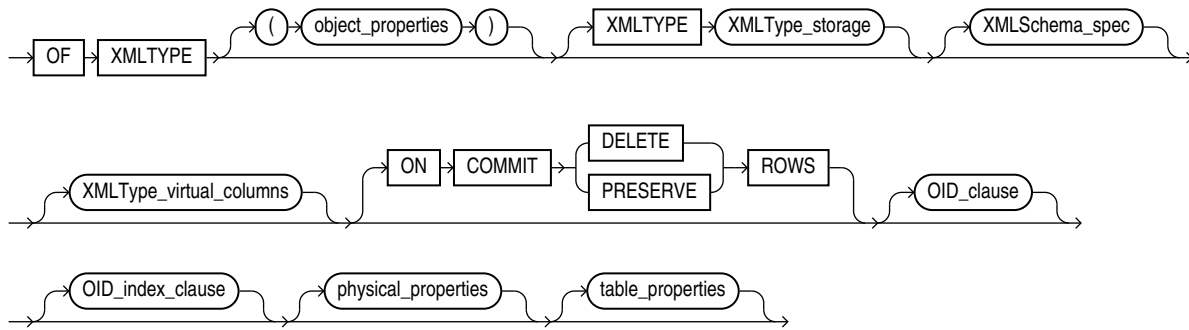 OF XMLTYPE ( object_properties ) XMLTYPE XMLType_storage XMLSchema_spec
XMLType_virtual_columns ON COMMIT DELETE ROWS OID_clause
PRESERVE
OID_index_clause physical_properties table_properties